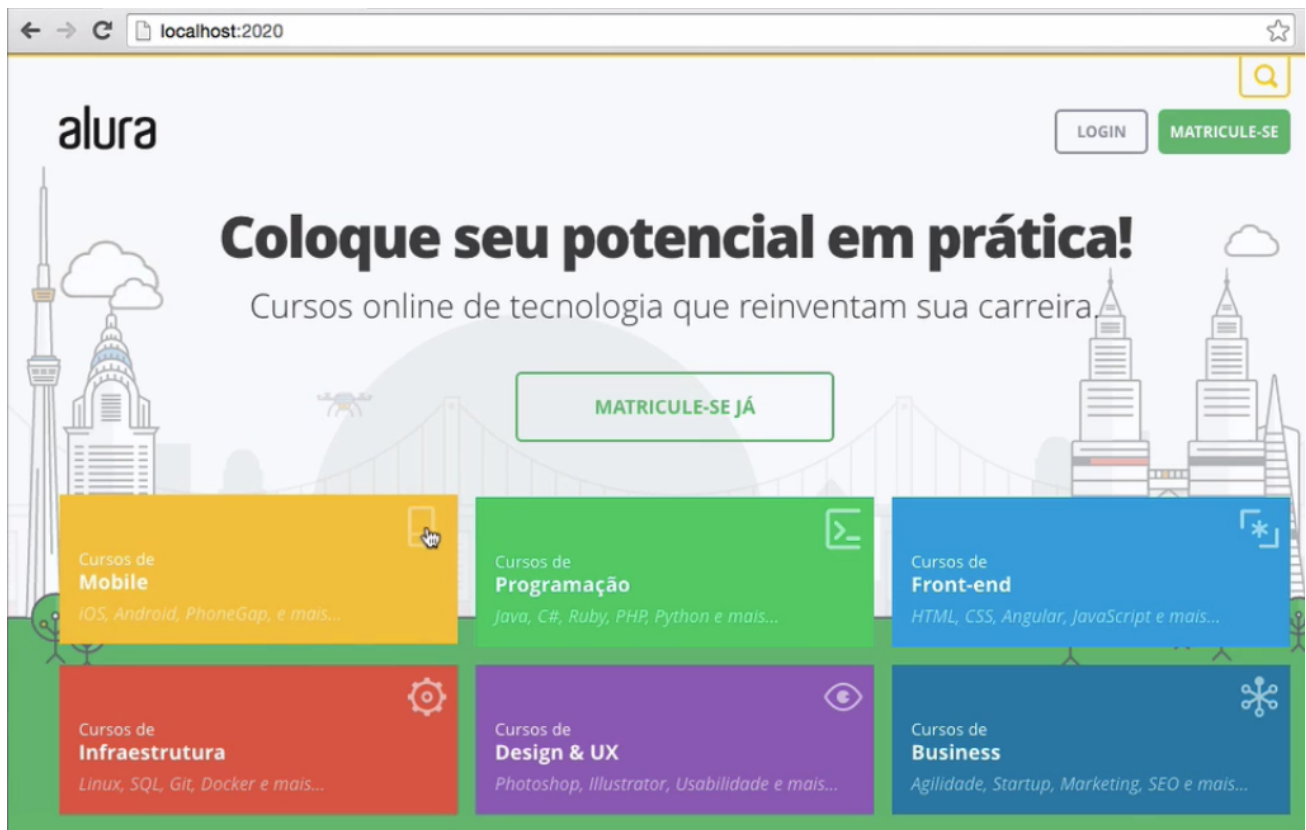 localhost:2020
alura
LOGIN
MATRICULE-SE
Coloque seu potencial em prática!
Cursos online de tecnologia que reinventam sua carreira.
MATRICULE-SE JÁ
Cursos de
Mobile
iOS, Android, PhoneGap, e mais...
Cursos de
Programação
Java, C#, Ruby, PHP, Python e mais...
Cursos de
Front-end
HTML, CSS, Angular, JavaScript e mais...
Cursos de
Infraestrutura
Linux, SQL, Git, Docker e mais...
Cursos de
Design & UX
Photoshop, Illustrator, Usabilidade e mais...
Cursos de
Business
Agilidade, Startup, Marketing, SEO e mais...